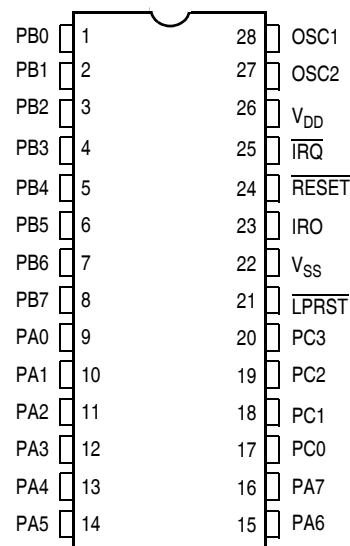 PB0 1 28 OSC1
PB1 2 27 OSC2
PB2 3 26 VDD
PB3 4 25 IRQ
PB4 5 24 RESET
PB5 6 23 IRO
PB6 7 22 VSS
PB7 8 21 LPRST
PA0 9 20 PC3
PA1 10 19 PC2
PA2 11 18 PC1
PA3 12 17 PC0
PA4 13 16 PA7
PA5 14 15 PA6